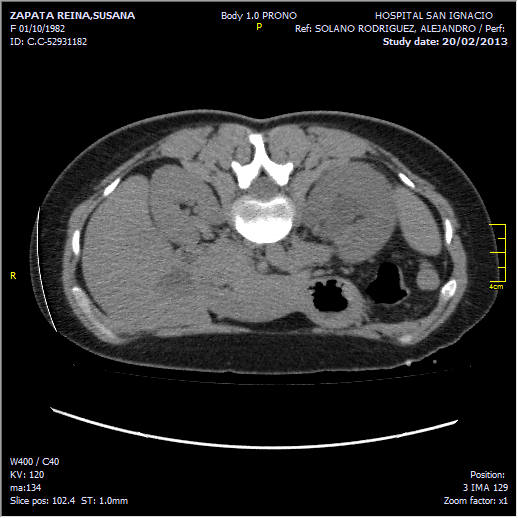 ZAPATA REINA,SUSANA
F 01/10/1982
ID: C.C-52931182
Body 1.0 PRONO
P
HOSPITAL SAN IGNACIO
Ref: SOLANO RODRIGUEZ, ALEJANDRO / Perf:
Study date: 20/02/2013
R
4cm
W400 / C40
KV: 120
ma:134
Slice pos: 102.4 ST: 1.0mm
Position:
3 IMA 129
Zoom factor: x1